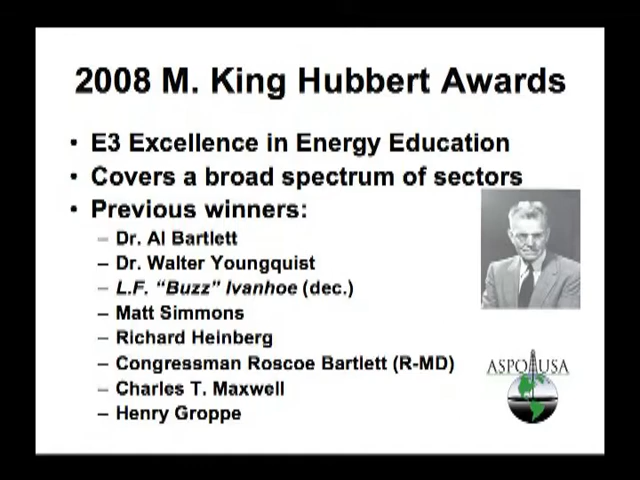 2008 M. King Hubbert Awards
• E3 Excellence in Energy Education
• Covers a broad spectrum of sectors
• Previous winners:
– Dr. Al Bartlett
– Dr. Walter Youngquist
– L.F. “Buzz” Ivanhoe (dec.)
– Matt Simmons
– Richard Heinberg
– Congressman Roscoe Bartlett (R-MD)
– Charles T. Maxwell
– Henry Groppe
ASPO USA